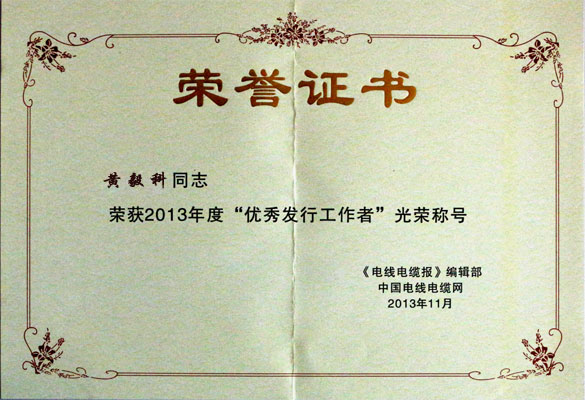 荣誉证书
黄毅科同志
荣获2013年度“优秀发行工作者”光荣称号
《电线电缆报》编辑部
中国电线电缆网
2013年11月